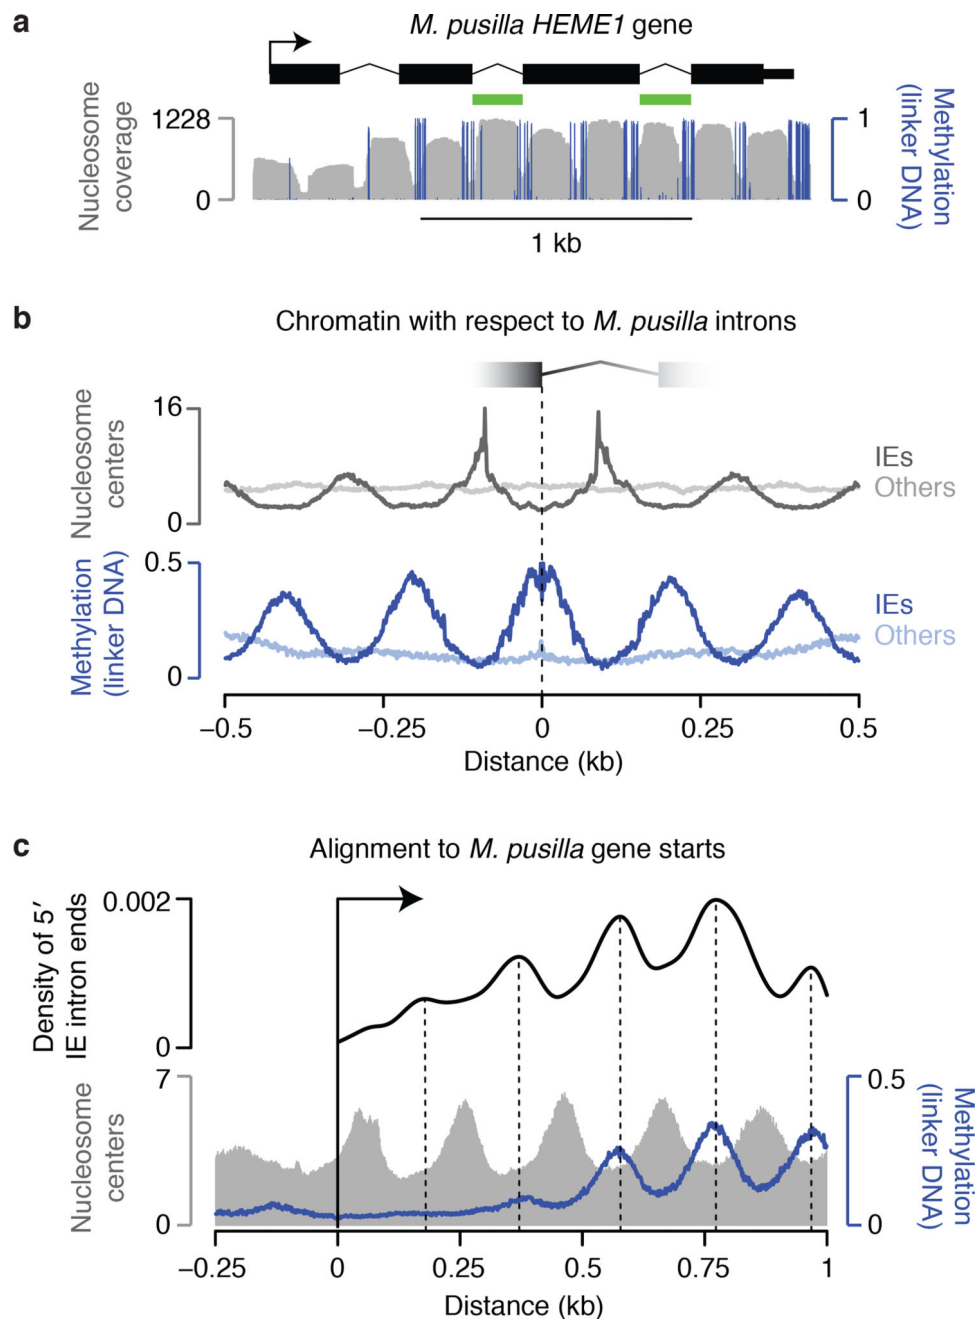 a
M. pusilla HEME1 gene
Nucleosome
coverage
1228
0
1
0
Methylation
(linker DNA)
1 kb
b
Chromatin with respect to M. pusilla introns
Nucleosome
centers
16
0
IEs
Others
Methylation
(linker DNA)
0.5
0
IEs
Others
−0.5
−0.25
0
0.25
0.5
Distance (kb)
c
Alignment to M. pusilla gene starts
Density of 5′
IE intron ends
0.002
0
Nucleosome
centers
7
0
0.5
0
Methylation
(linker DNA)
−0.25
0
0.25
0.5
0.75
1
Distance (kb)